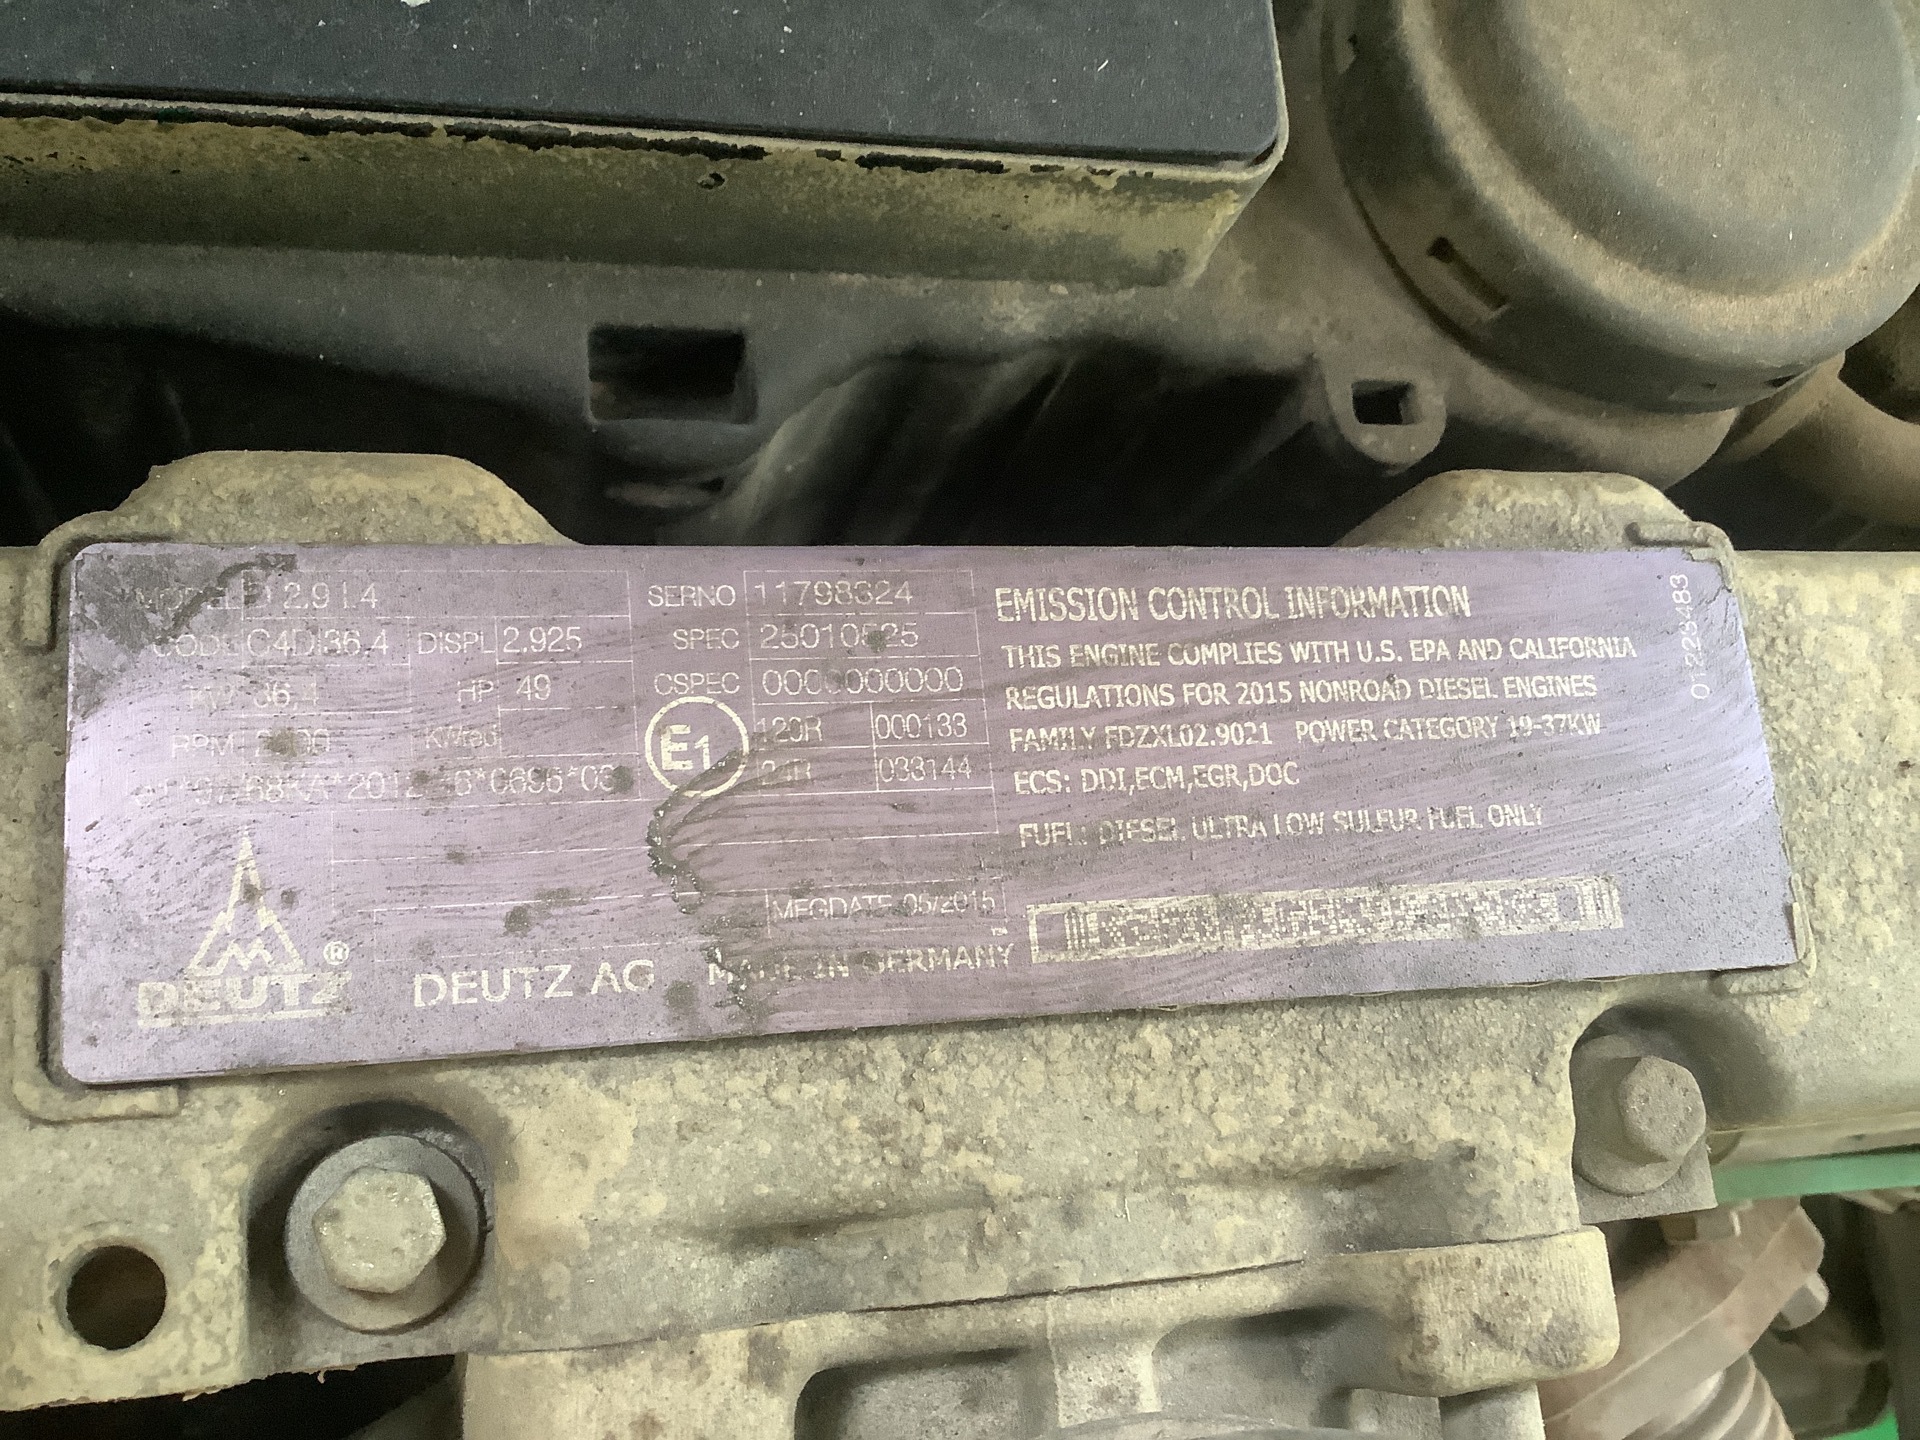 MODEL D 2.9 L4
CODE C4DI36,4 DISPL 2.925
KW 36,4 HP 49
RPM KWred
SERNO 11798324
SPEC
CSPEC 0000000000
E1 120R 000133
24R 033144
MFGDATE 05/2015
DEUTZ ®
DEUTZ AG MADE IN GERMANY
EMISSION CONTROL INFORMATION
THIS ENGINE COMPLIES WITH U.S. EPA AND CALIFORNIA
REGULATIONS FOR 2015 NONROAD DIESEL ENGINES
FAMILY FDZXL02.9021 POWER CATEGORY 19-37KW
ECS: DDI,ECM,EGR,DOC
FUEL: DIESEL ULTRA LOW SULFUR FUEL ONLY